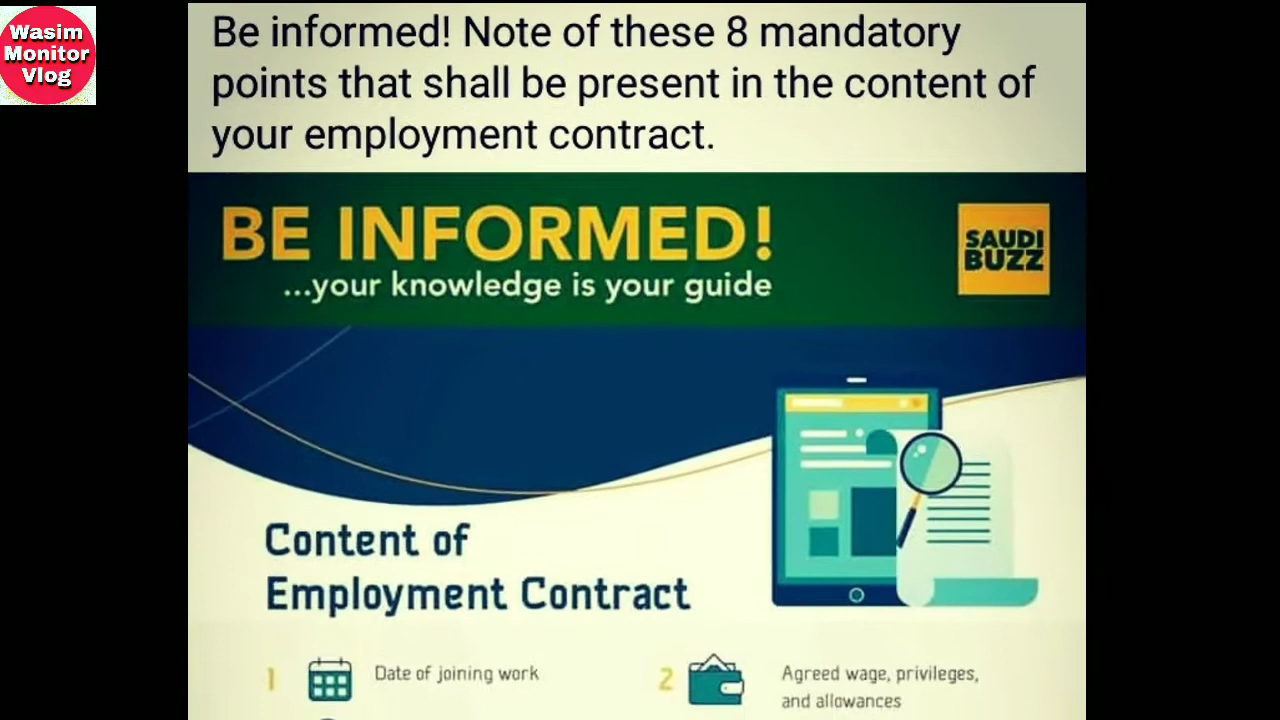 Wasim
Monitor
Vlog
Be informed! Note of these 8 mandatory
points that shall be present in the content of
your employment contract.
BE INFORMED!
...your knowledge is your guide
SAUDI
BUZZ
Content of
Employment Contract
1 Date of joining work
2 Agreed wage, privileges,
and allowances